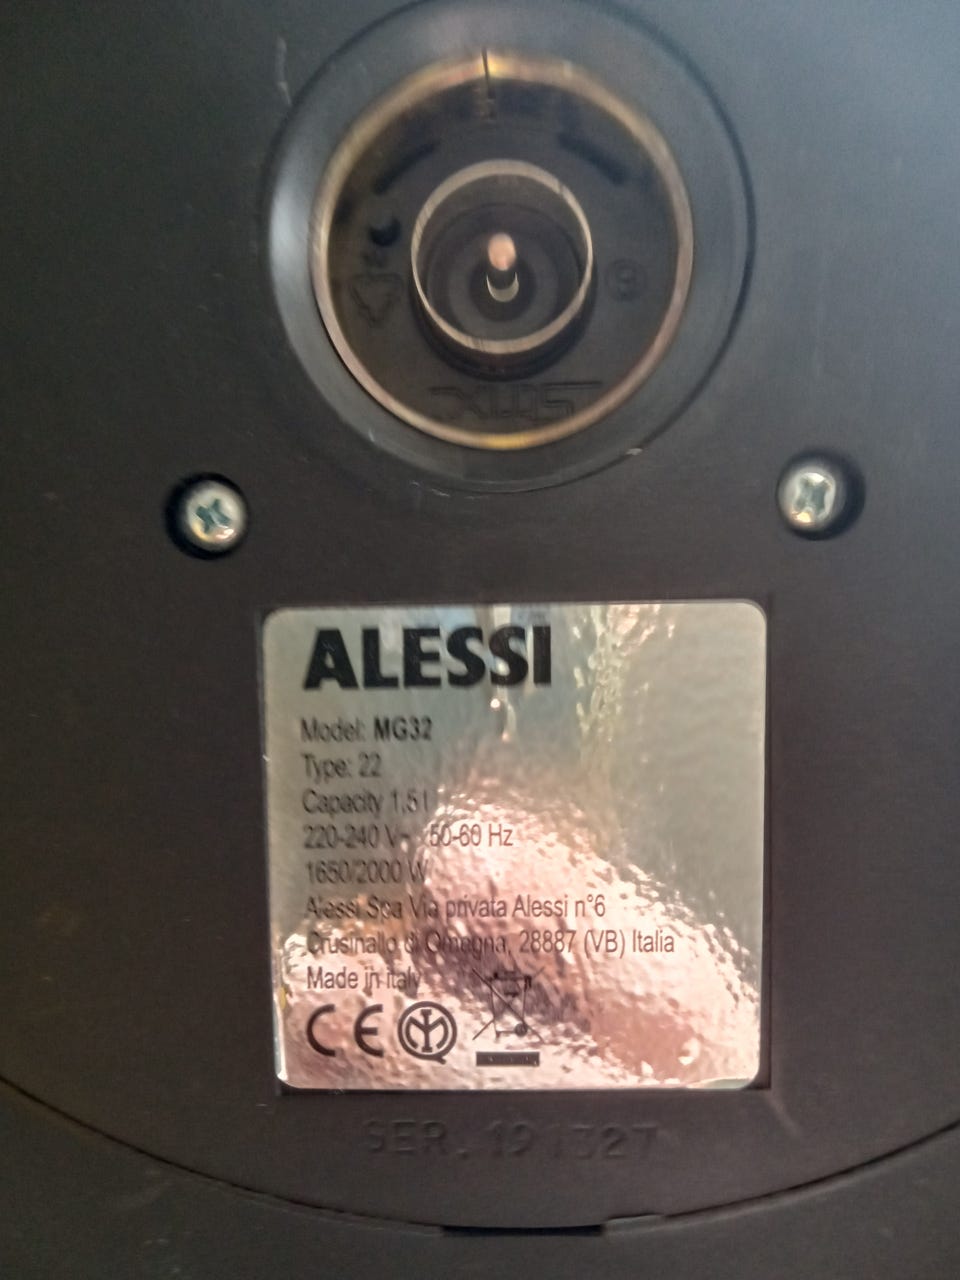 ALESSI
Model: MG32
Type: 22
Capacity 1.5l
220-240 V~ 50-60 Hz
1650/2000 W
Alessi Spa Via privata Alessi n°6
Crusinallo di Omegna, 28887 (VB) Italia
Made in italy
CE
SER. 191327